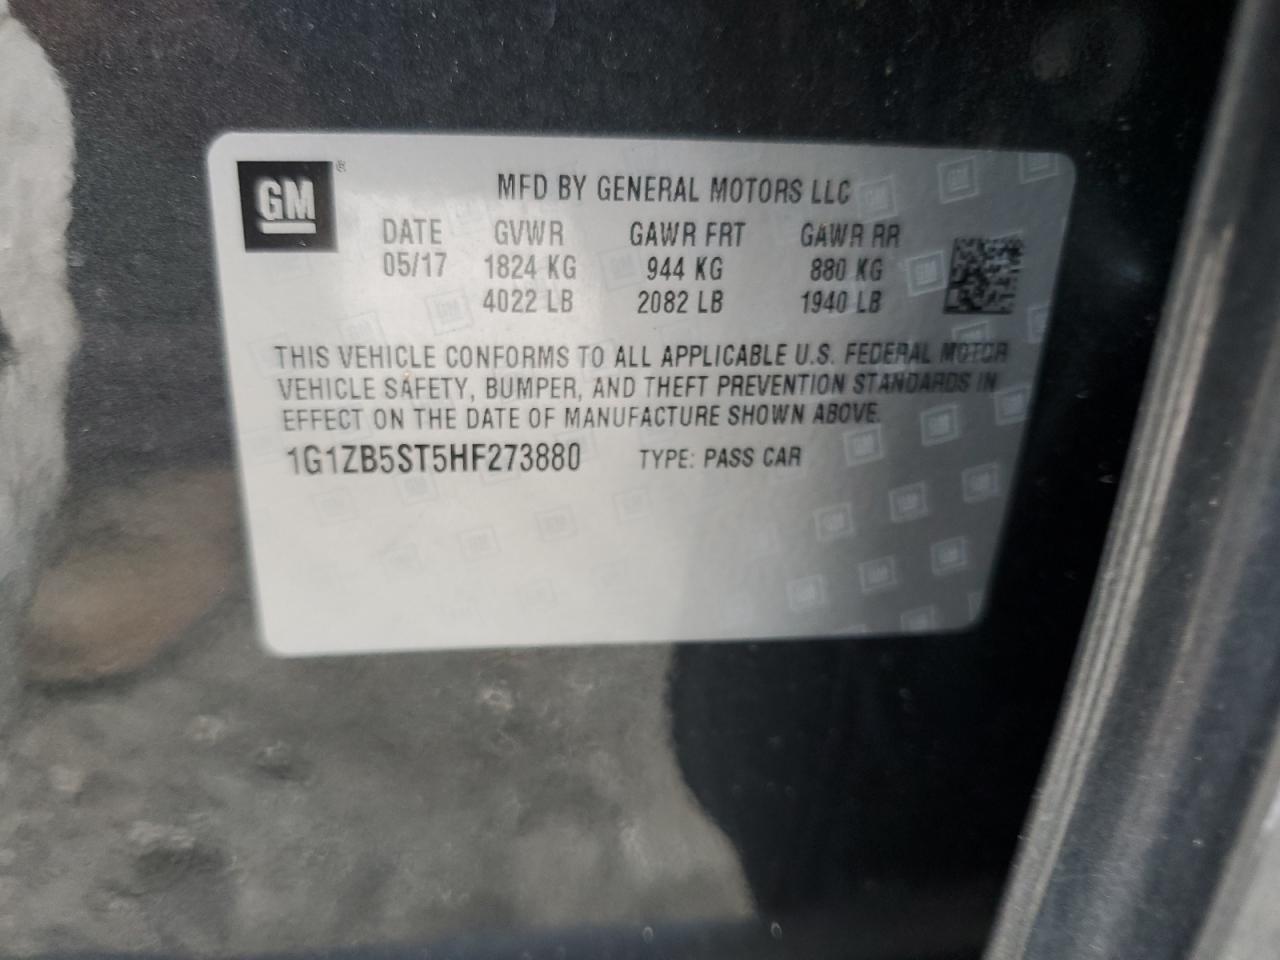 GM ®
MFD BY GENERAL MOTORS LLC
DATE GVWR GAWR FRT GAWR RR
05/17 1824 KG 944 KG 880 KG
4022 LB 2082 LB 1940 LB
THIS VEHICLE CONFORMS TO ALL APPLICABLE U.S. FEDERAL MOTOR
VEHICLE SAFETY, BUMPER, AND THEFT PREVENTION STANDARDS IN
EFFECT ON THE DATE OF MANUFACTURE SHOWN ABOVE.
1G1ZB5ST5HF273880 TYPE: PASS CAR